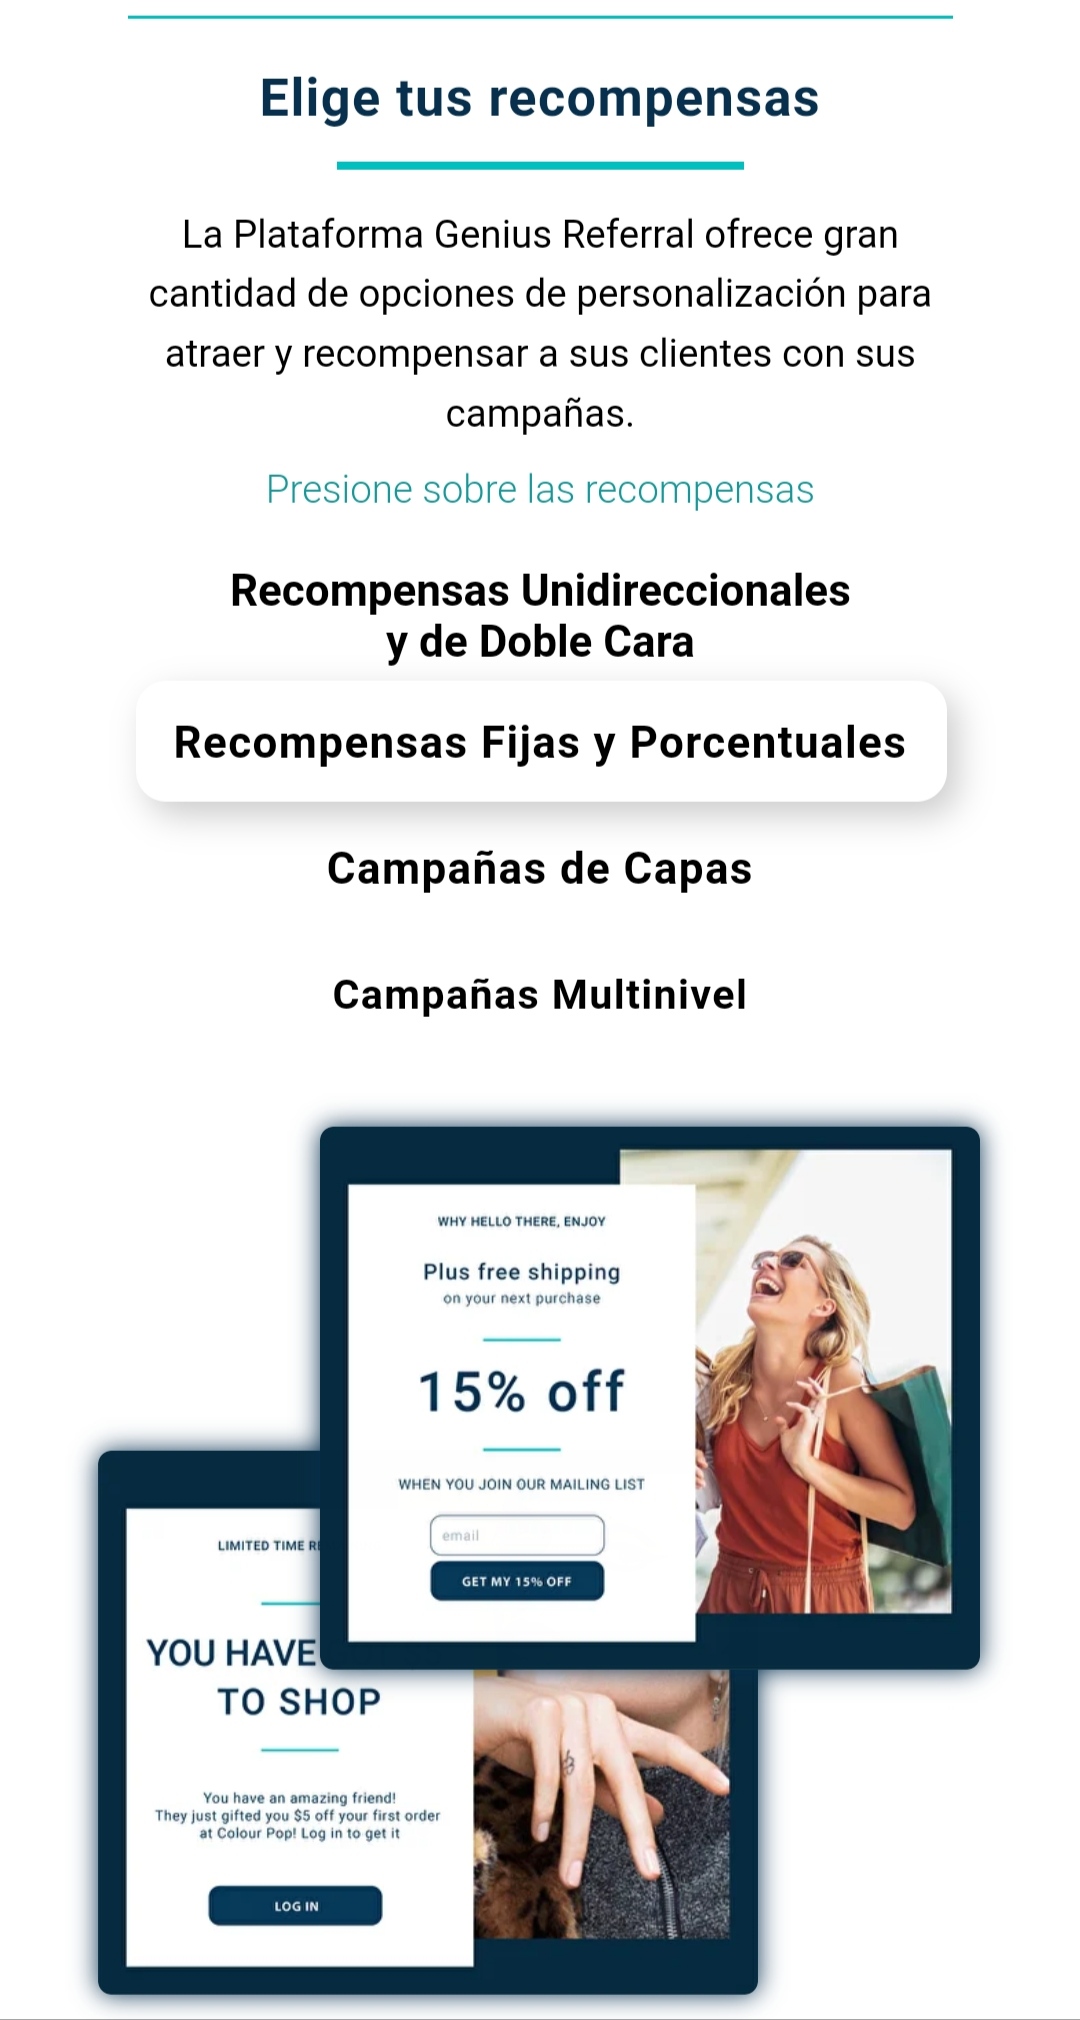 Elige tus recompensas
La Plataforma Genius Referral ofrece gran
cantidad de opciones de personalización para
atraer y recompensar a sus clientes con sus
campañas.
Presione sobre las recompensas
Recompensas Unidireccionales
y de Doble Cara
Recompensas Fijas y Porcentuales
Campañas de Capas
Campañas Multinivel
WHY HELLO THERE, ENJOY
Plus free shipping
on your next purchase
15% off
WHEN YOU JOIN OUR MAILING LIST
email
GET MY 15% OFF
LIMITED TIME
YOU HAVE
TO SHOP
You have an amazing friend!
They just gifted you $5 off your first order
at Colour Pop! Log in to get it
LOG IN